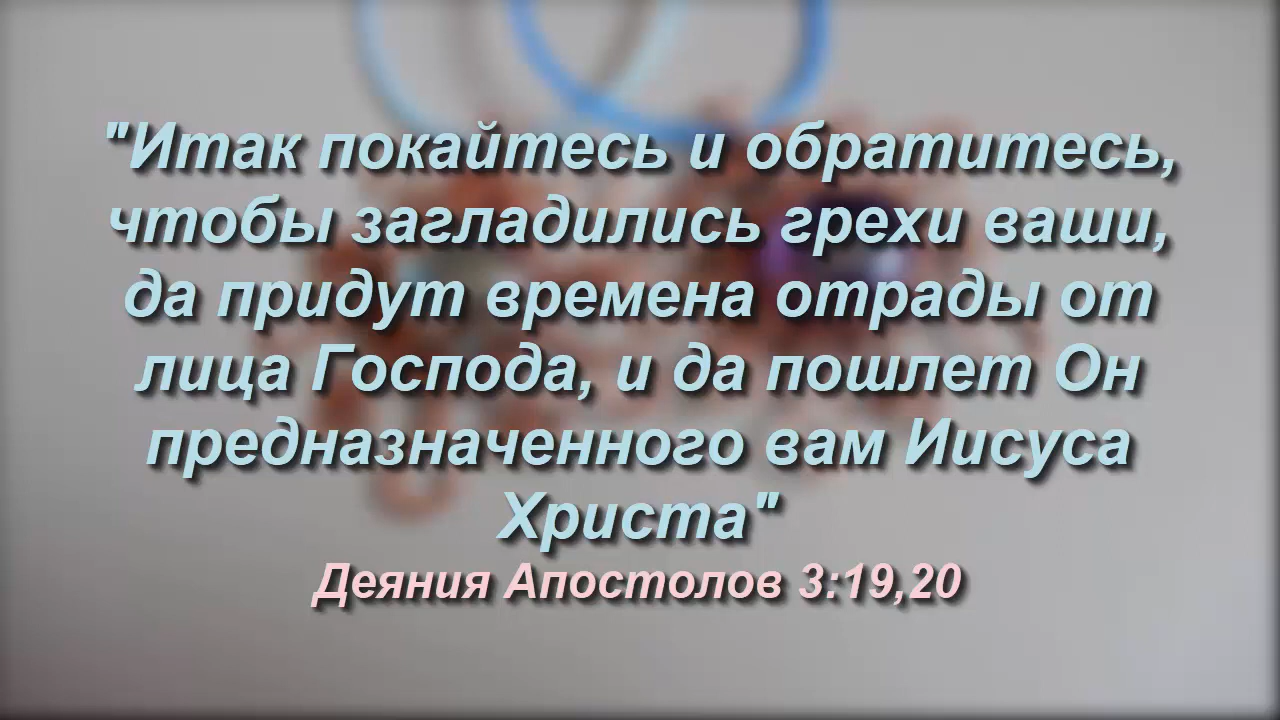 "Итак покайтесь и обратитесь,
чтобы загладились грехи ваши,
да придут времена отрады от
лица Господа, и да пошлет Он
предназначенного вам Иисуса
Христа"
Деяния Апостолов 3:19,20